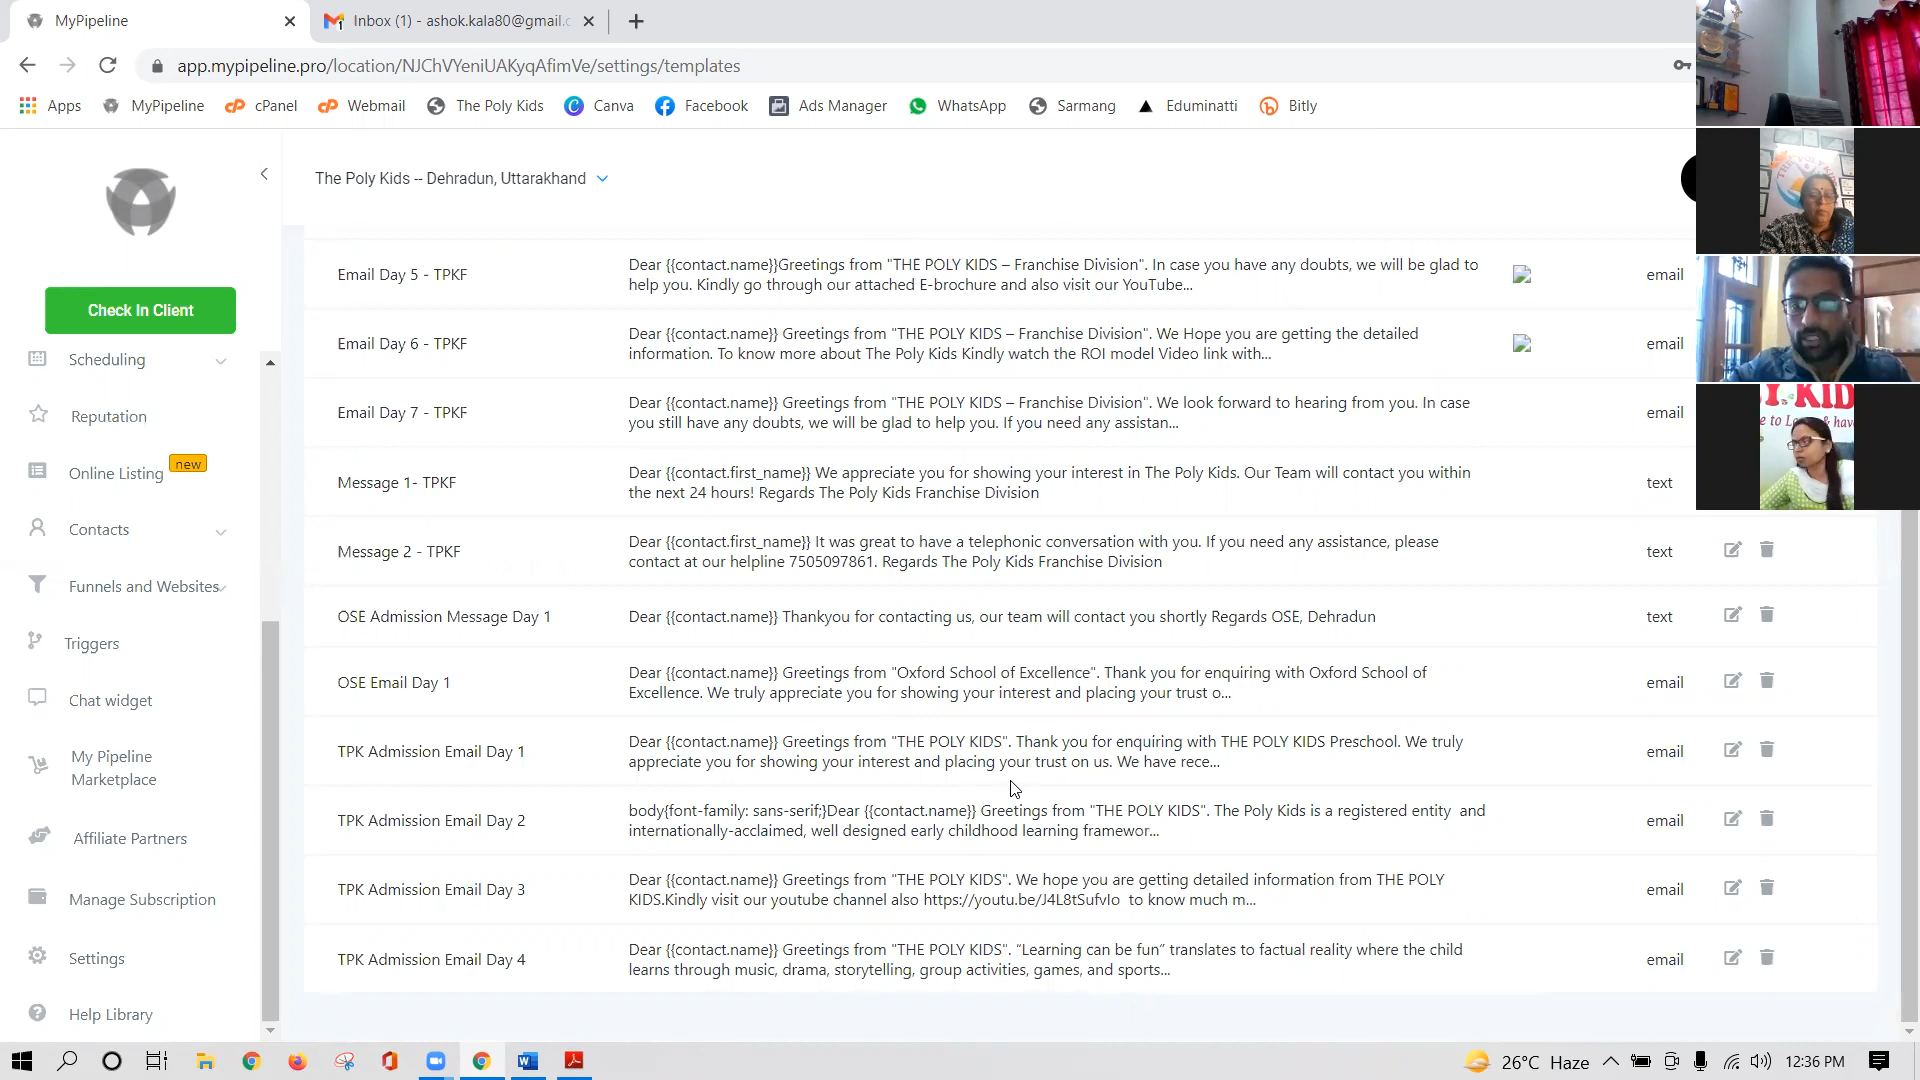 MyPipeline
Inbox (1) - ashok.kala80@gmail.c
app.mypipeline.pro/location/NJChVYeniUAKyqAfimVe/settings/templates
Apps
MyPipeline
cPanel
Webmail
The Poly Kids
Canva
Facebook
Ads Manager
WhatsApp
Sarmang
Eduminatti
Bitly
The Poly Kids -- Dehradun, Uttarakhand
Check In Client
Scheduling
Reputation
Online Listing new
Contacts
Funnels and Websites
Triggers
Chat widget
My Pipeline
Marketplace
Affiliate Partners
Manage Subscription
Settings
Help Library
Email Day 5 - TPKF
Dear {{contact.name}}Greetings from "THE POLY KIDS – Franchise Division". In case you have any doubts, we will be glad to
help you. Kindly go through our attached E-brochure and also visit our YouTube...
email
Email Day 6 - TPKF
Dear {{contact.name}} Greetings from "THE POLY KIDS – Franchise Division". We Hope you are getting the detailed
information. To know more about The Poly Kids Kindly watch the ROI model Video link with...
email
Email Day 7 - TPKF
Dear {{contact.name}} Greetings from "THE POLY KIDS – Franchise Division". We look forward to hearing from you. In case
you still have any doubts, we will be glad to help you. If you need any assistan...
email
Message 1- TPKF
Dear {{contact.first_name}} We appreciate you for showing your interest in The Poly Kids. Our Team will contact you within
the next 24 hours! Regards The Poly Kids Franchise Division
text
Message 2 - TPKF
Dear {{contact.first_name}} It was great to have a telephonic conversation with you. If you need any assistance, please
contact at our helpline 7505097861. Regards The Poly Kids Franchise Division
text
OSE Admission Message Day 1
Dear {{contact.name}} Thankyou for contacting us, our team will contact you shortly Regards OSE, Dehradun
text
OSE Email Day 1
Dear {{contact.name}} Greetings from "Oxford School of Excellence". Thank you for enquiring with Oxford School of
Excellence. We truly appreciate you for showing your interest and placing your trust o...
email
TPK Admission Email Day 1
Dear {{contact.name}} Greetings from "THE POLY KIDS". Thank you for enquiring with THE POLY KIDS Preschool. We truly
appreciate you for showing your interest and placing your trust on us. We have rece...
email
TPK Admission Email Day 2
body{font-family: sans-serif;}Dear {{contact.name}} Greetings from "THE POLY KIDS". The Poly Kids is a registered entity and
internationally-acclaimed, well designed early childhood learning framewor...
email
TPK Admission Email Day 3
Dear {{contact.name}} Greetings from "THE POLY KIDS". We hope you are getting detailed information from THE POLY
KIDS.Kindly visit our youtube channel also https://youtu.be/J4L8tSufvIo to know much m...
email
TPK Admission Email Day 4
Dear {{contact.name}} Greetings from "THE POLY KIDS". “Learning can be fun” translates to factual reality where the child
learns through music, drama, storytelling, group activities, games, and sports...
email
26°C Haze
12:36 PM